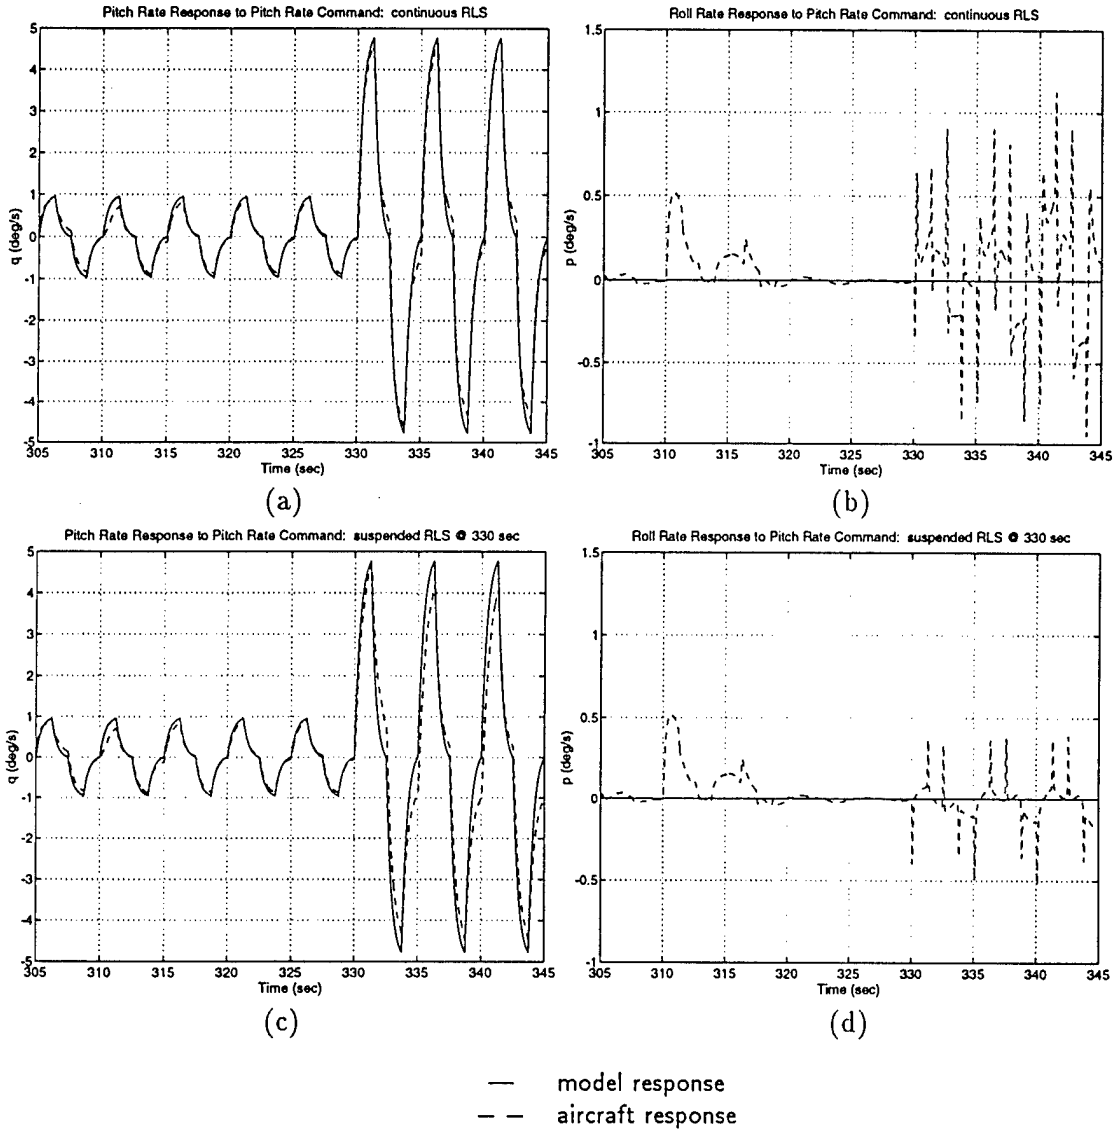 Pitch Rate Response to Pitch Rate Command: continuous RLS
q (deg/s)
5
4
3
2
1
0
-1
-2
-3
-4
-5
305 310 315 320 325 330 335 340 345
Time (sec)
(a)
Roll Rate Response to Pitch Rate Command: continuous RLS
p (deg/s)
1.5
1
0.5
0
-0.5
-1
305 310 315 320 325 330 335 340 345
Time (sec)
(b)
Pitch Rate Response to Pitch Rate Command: suspended RLS @ 330 sec
q (deg/s)
5
4
3
2
1
0
-1
-2
-3
-4
-5
305 310 315 320 325 330 335 340 345
Time (sec)
(c)
Roll Rate Response to Pitch Rate Command: suspended RLS @ 330 sec
p (deg/s)
1.5
1
0.5
0
-0.5
-1
305 310 315 320 325 330 335 340 345
Time (sec)
(d)
model response
aircraft response